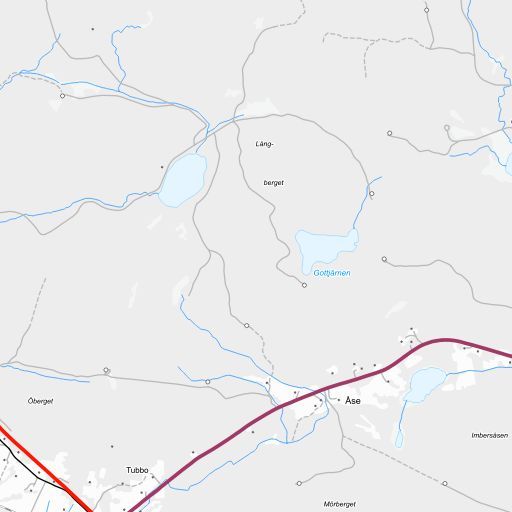 Lång-
berget
Gottjärnen
Öberget
Åse
Imbersåsen
Tubbo
Mörberget